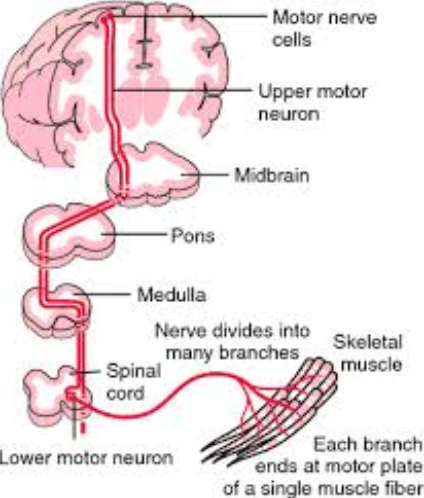 Motor nerve
cells
Upper motor
neuron
Midbrain
Pons
Medulla
Nerve divides into
many branches
Skeletal
muscle
Spinal
cord
Lower motor neuron
Each branch
ends at motor plate
of a single muscle fiber